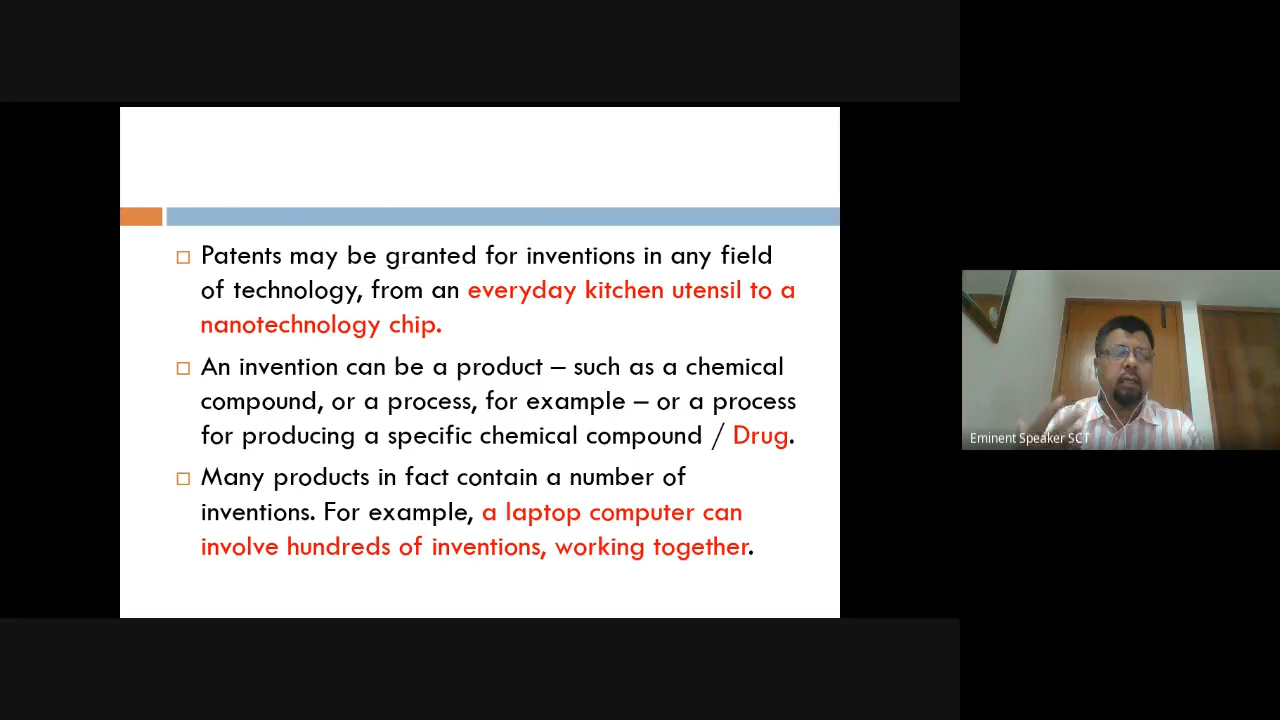 Patents may be granted for inventions in any field
of technology, from an everyday kitchen utensil to a
nanotechnology chip.
An invention can be a product – such as a chemical
compound, or a process, for example – or a process
for producing a specific chemical compound / Drug.
Many products in fact contain a number of
inventions. For example, a laptop computer can
involve hundreds of inventions, working together.
Eminent Speaker SCT